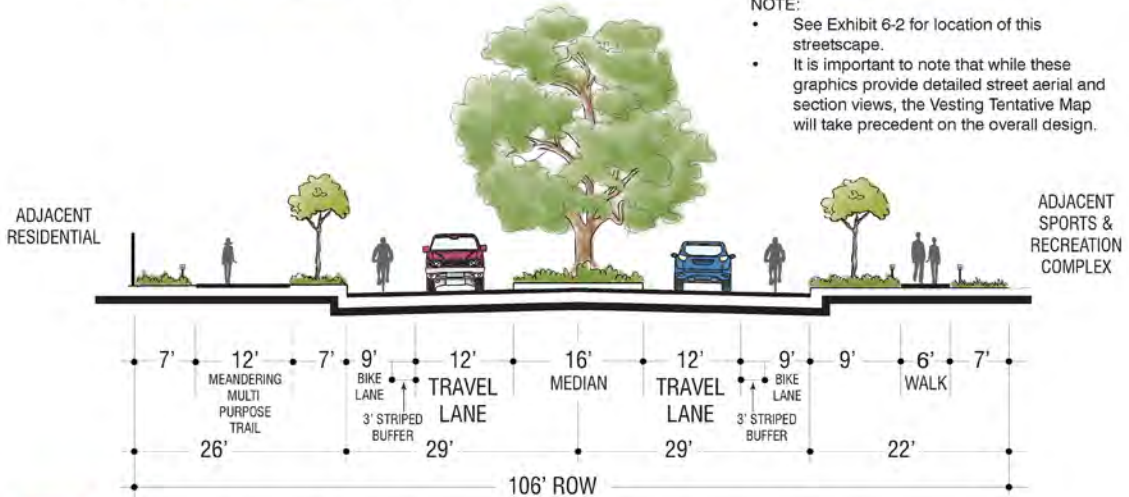 NOTE:
• See Exhibit 6-2 for location of this
streetscape.
• It is important to note that while these
graphics provide detailed street aerial and
section views, the Vesting Tentative Map
will take precedent on the overall design.
ADJACENT
RESIDENTIAL
ADJACENT
SPORTS &
RECREATION
COMPLEX
7' 12' 7' 9' 12' 16' 12' 9' 9' 6' 7'
MEANDERING
MULTI
PURPOSE
TRAIL
BIKE
LANE
3' STRIPED
BUFFER
TRAVEL
LANE
MEDIAN
TRAVEL
LANE
3' STRIPED
BUFFER
BIKE
LANE
WALK
26' 29' 29' 22'
106' ROW